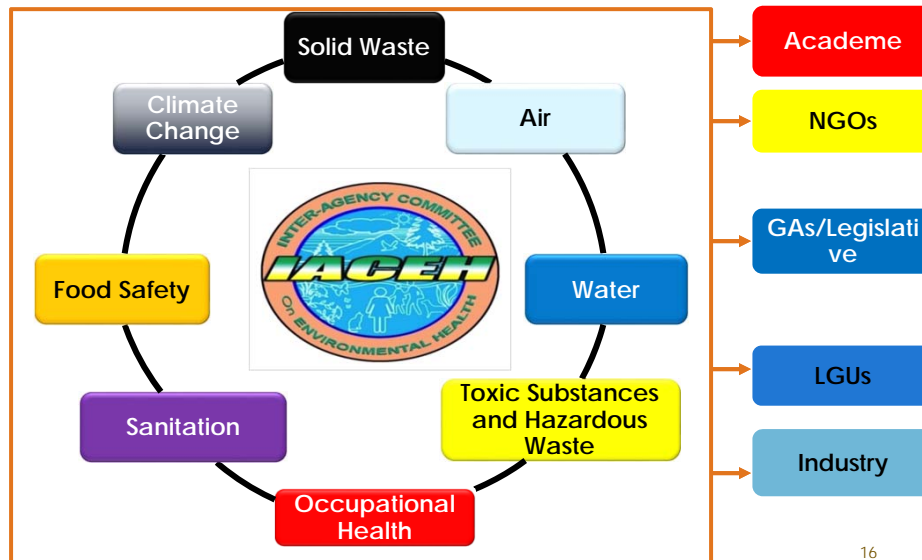 Solid Waste
Academe
Climate
Change
Air
NGOs
INTER-AGENCY COMMITTEE
IACEH
On ENVIRONMENTAL HEALTH
GAs/Legislati
ve
Food Safety
Water
LGUs
Toxic Substances
and Hazardous
Waste
Sanitation
Industry
Occupational
Health
16